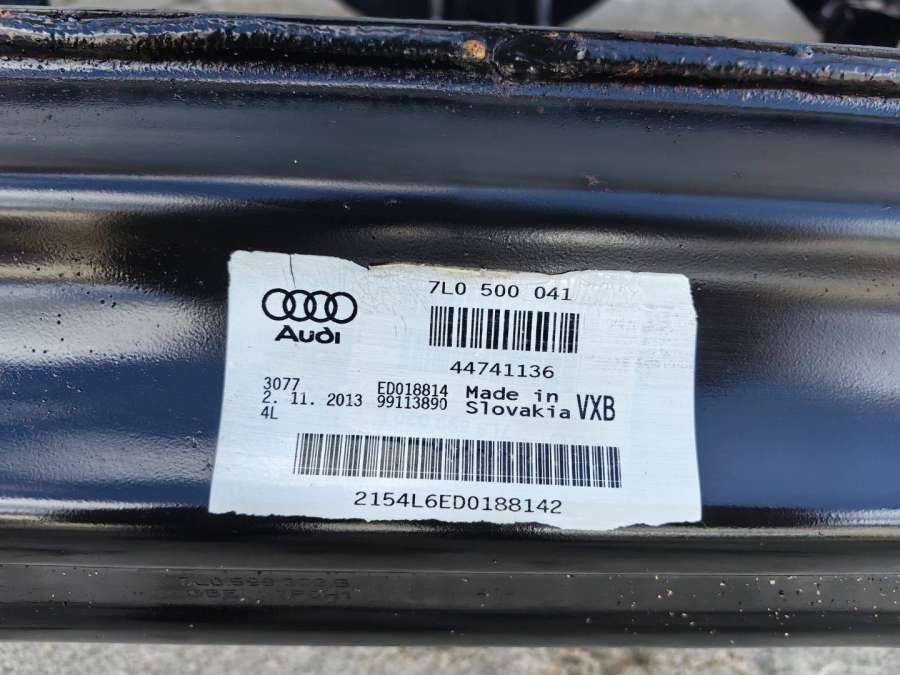 7L0 500 041
Audi
44741136
3077 ED018814 Made in
2. 11. 2013 99113890 Slovakia VXB
4L
2154L6ED0188142